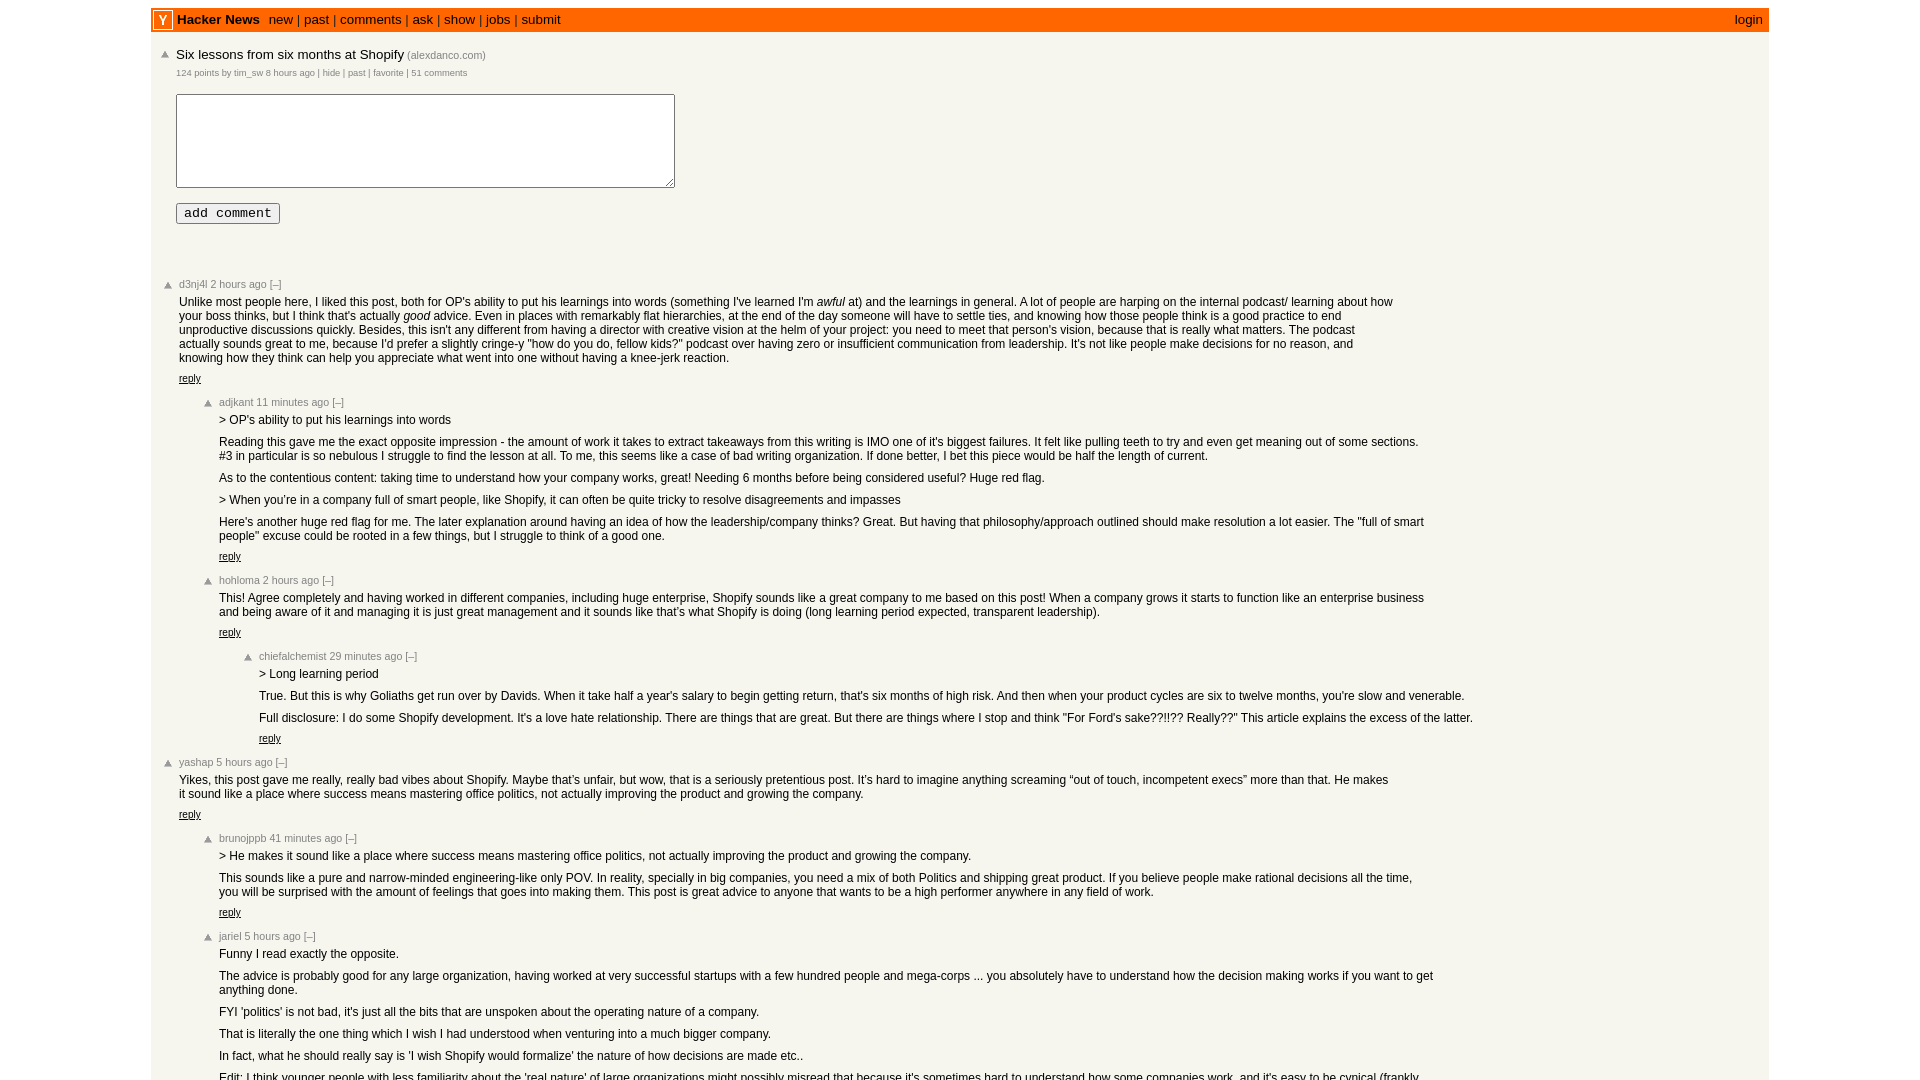 Y Hacker News new | past | comments | ask | show | jobs | submit login
Six lessons from six months at Shopify (alexdanco.com)
124 points by tim_sw 8 hours ago | hide | past | favorite | 51 comments
add comment
d3nj4l 2 hours ago [–]
Unlike most people here, I liked this post, both for OP's ability to put his learnings into words (something I've learned I'm awful at) and the learnings in general. A lot of people are harping on the internal podcast/ learning about how
your boss thinks, but I think that's actually good advice. Even in places with remarkably flat hierarchies, at the end of the day someone will have to settle ties, and knowing how those people think is a good practice to end
unproductive discussions quickly. Besides, this isn't any different from having a director with creative vision at the helm of your project: you need to meet that person's vision, because that is really what matters. The podcast
actually sounds great to me, because I'd prefer a slightly cringe-y "how do you do, fellow kids?" podcast over having zero or insufficient communication from leadership. It's not like people make decisions for no reason, and
knowing how they think can help you appreciate what went into one without having a knee-jerk reaction.
reply
adjkant 11 minutes ago [–]
> OP's ability to put his learnings into words
Reading this gave me the exact opposite impression - the amount of work it takes to extract takeaways from this writing is IMO one of it's biggest failures. It felt like pulling teeth to try and even get meaning out of some sections.
#3 in particular is so nebulous I struggle to find the lesson at all. To me, this seems like a case of bad writing organization. If done better, I bet this piece would be half the length of current.
As to the contentious content: taking time to understand how your company works, great! Needing 6 months before being considered useful? Huge red flag.
> When you’re in a company full of smart people, like Shopify, it can often be quite tricky to resolve disagreements and impasses
Here's another huge red flag for me. The later explanation around having an idea of how the leadership/company thinks? Great. But having that philosophy/approach outlined should make resolution a lot easier. The "full of smart
people" excuse could be rooted in a few things, but I struggle to think of a good one.
reply
hohloma 2 hours ago [–]
This! Agree completely and having worked in different companies, including huge enterprise, Shopify sounds like a great company to me based on this post! When a company grows it starts to function like an enterprise business
and being aware of it and managing it is just great management and it sounds like that’s what Shopify is doing (long learning period expected, transparent leadership).
reply
chiefalchemist 29 minutes ago [–]
> Long learning period
True. But this is why Goliaths get run over by Davids. When it take half a year's salary to begin getting return, that's six months of high risk. And then when your product cycles are six to twelve months, you're slow and venerable.
Full disclosure: I do some Shopify development. It's a love hate relationship. There are things that are great. But there are things where I stop and think "For Ford's sake??!!?? Really??" This article explains the excess of the latter.
reply
yashap 5 hours ago [–]
Yikes, this post gave me really, really bad vibes about Shopify. Maybe that’s unfair, but wow, that is a seriously pretentious post. It’s hard to imagine anything screaming “out of touch, incompetent execs” more than that. He makes
it sound like a place where success means mastering office politics, not actually improving the product and growing the company.
reply
brunojppb 41 minutes ago [–]
> He makes it sound like a place where success means mastering office politics, not actually improving the product and growing the company.
This sounds like a pure and narrow-minded engineering-like only POV. In reality, specially in big companies, you need a mix of both Politics and shipping great product. If you believe people make rational decisions all the time,
you will be surprised with the amount of feelings that goes into making them. This post is great advice to anyone that wants to be a high performer anywhere in any field of work.
reply
jariel 5 hours ago [–]
Funny I read exactly the opposite.
The advice is probably good for any large organization, having worked at very successful startups with a few hundred people and mega-corps ... you absolutely have to understand how the decision making works if you want to get
anything done.
FYI 'politics' is not bad, it's just all the bits that are unspoken about the operating nature of a company.
That is literally the one thing which I wish I had understood when venturing into a much bigger company.
In fact, what he should really say is 'I wish Shopify would formalize' the nature of how decisions are made etc..
Edit: I think younger people with less familiarity about the 'real nature' of large organizations might possibly misread that because it's sometimes hard to understand how some companies work, and it's easy to be cynical (frankly